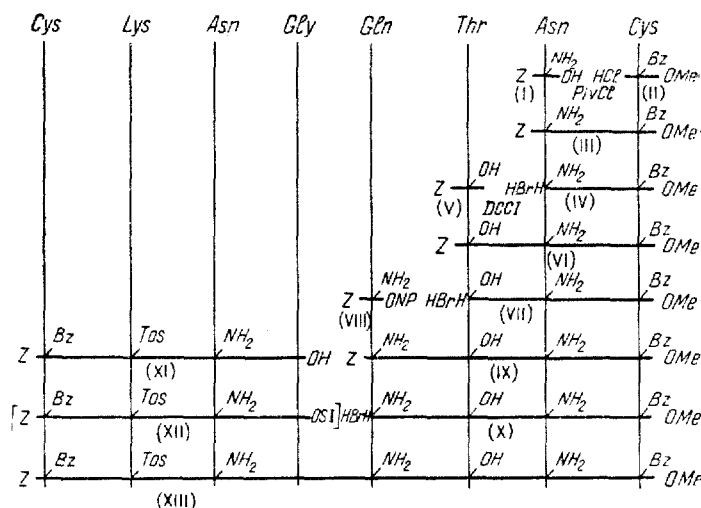 Cys Lys Asn Gly Gln Thr Asn Cys
NH₂ Bz
Z OH HCl OMe
(I) PivCl (II)
NH₂ Bz
Z OMe
(III)
OH NH₂ Bz
Z HBrH OMe
(V) DCCI (IV)
OH NH₂ Bz
Z OMe
(VI)
NH₂ OH NH₂ Bz
Z ONP HBrH OMe
(VIII) (VII)
Bz Tos NH₂ NH₂ OH NH₂ Bz
Z OH Z OMe
(XI) (IX)
Bz Tos NH₂ NH₂ OH NH₂ Bz
[Z OSI]HBrH OMe
(XII) (X)
Bz Tos NH₂ NH₂ OH NH₂ Bz
Z OMe
(XIII)